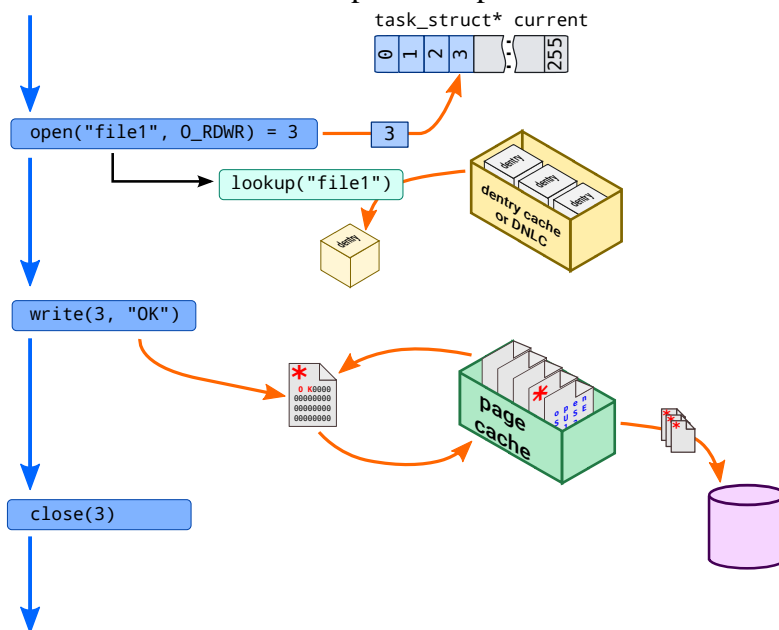 task_struct* current
0 1 2 3 255
open("file1", O_RDWR) = 3
3
lookup("file1")
dentry
dentry
dentry
dentry cache
or DNLC
dentry
write(3, "OK")
*
O K0000
00000000
00000000
00000000
*
o p e n
S U S E
page
cache
*
*
*
close(3)